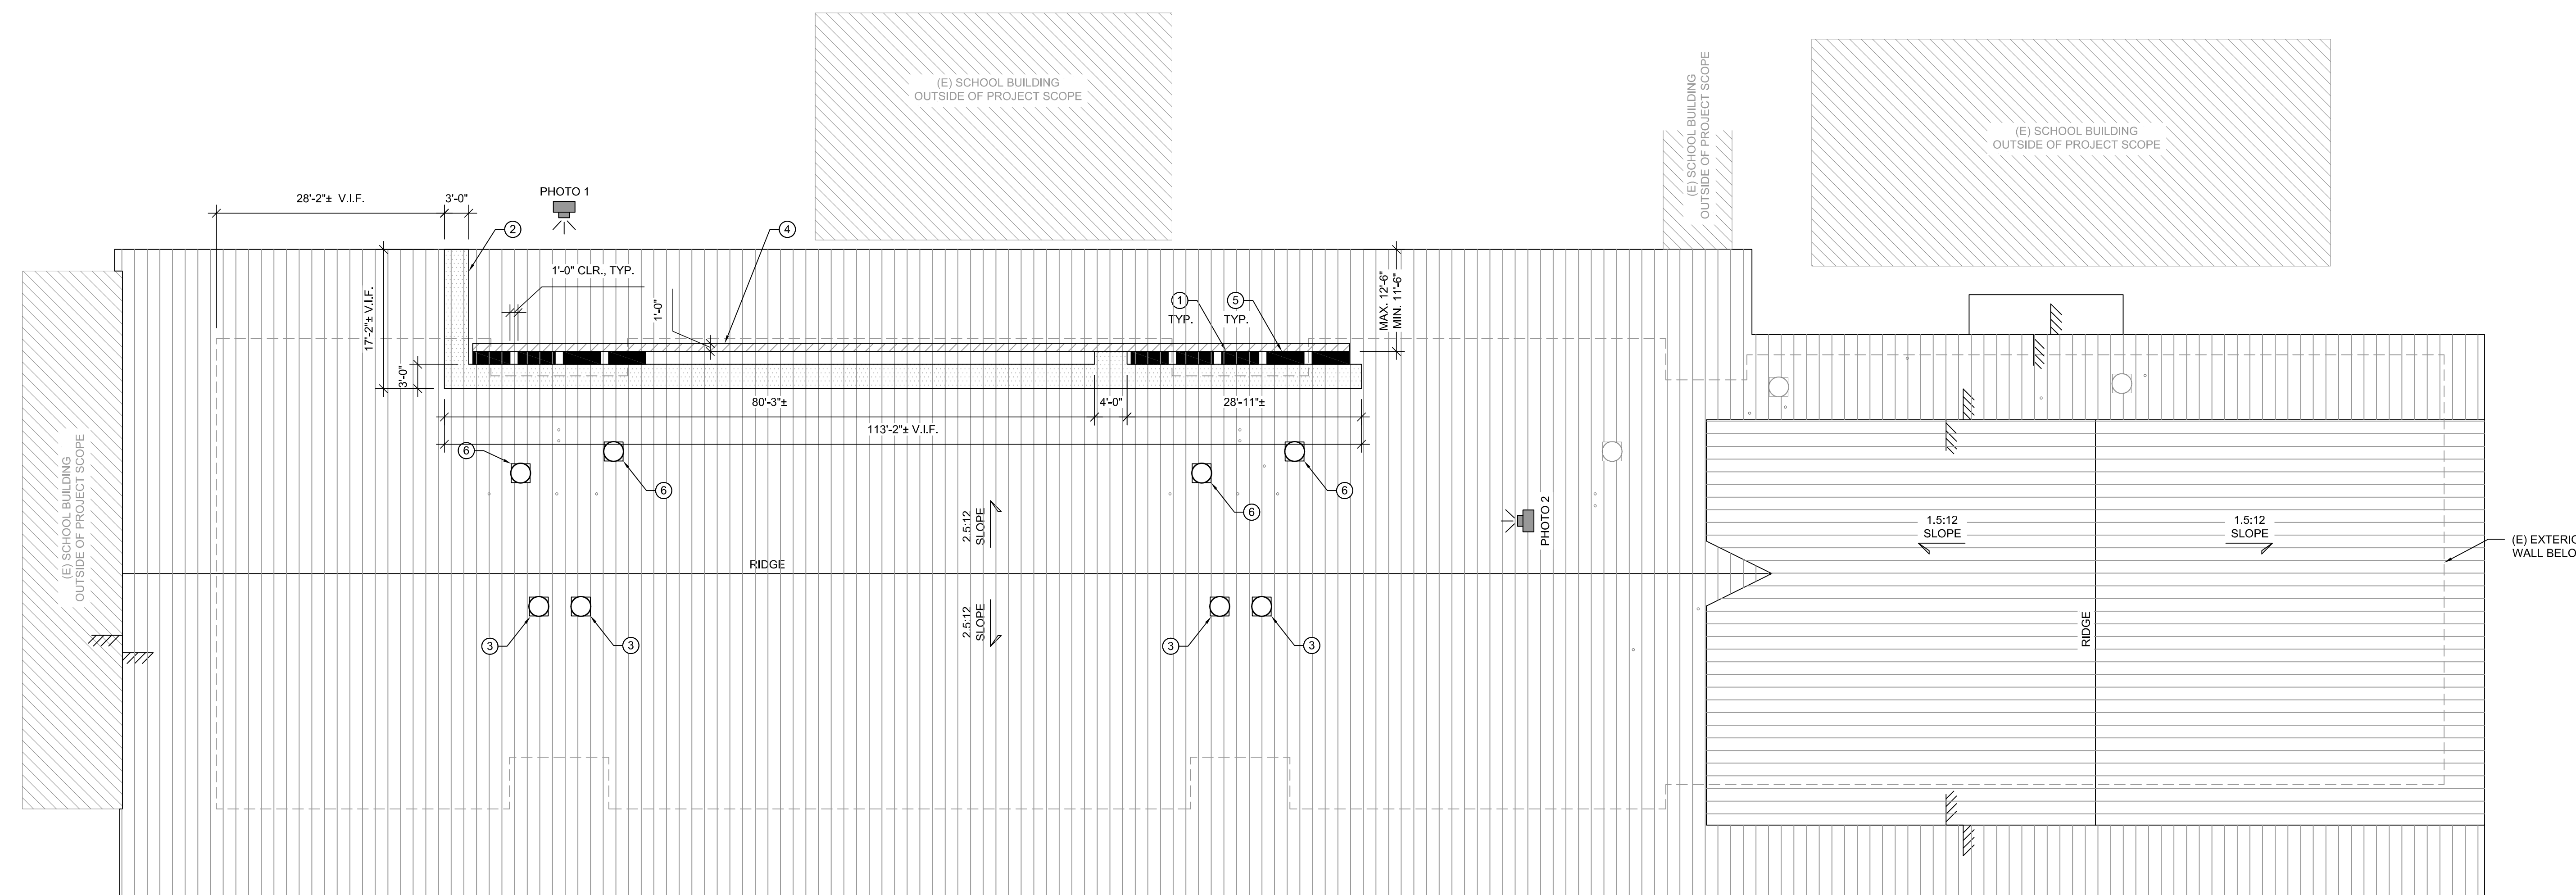 (E) SCHOOL BUILDING
OUTSIDE OF PROJECT SCOPE
(E) SCHOOL BUILDING
OUTSIDE OF PROJECT SCOPE
(E) SCHOOL BUILDING
OUTSIDE OF PROJECT SCOPE
28'-2"± V.I.F.
3'-0"
PHOTO 1
2
4
1'-0" CLR., TYP.
17'-2"± V.I.F.
1'-0"
1
TYP.
5
TYP.
MAX. 12'-6"
MIN. 11'-6"
3'-0"
80'-3"±
4'-0"
28'-11"±
113'-2"± V.I.F.
6
6
6
6
(E) SCHOOL BUILDING
OUTSIDE OF PROJECT SCOPE
2.5:12
SLOPE
PHOTO 2
1.5:12
SLOPE
1.5:12
SLOPE
(E) EXTERIO
WALL BELO
RIDGE
2.5:12
SLOPE
RIDGE
3
3
3
3